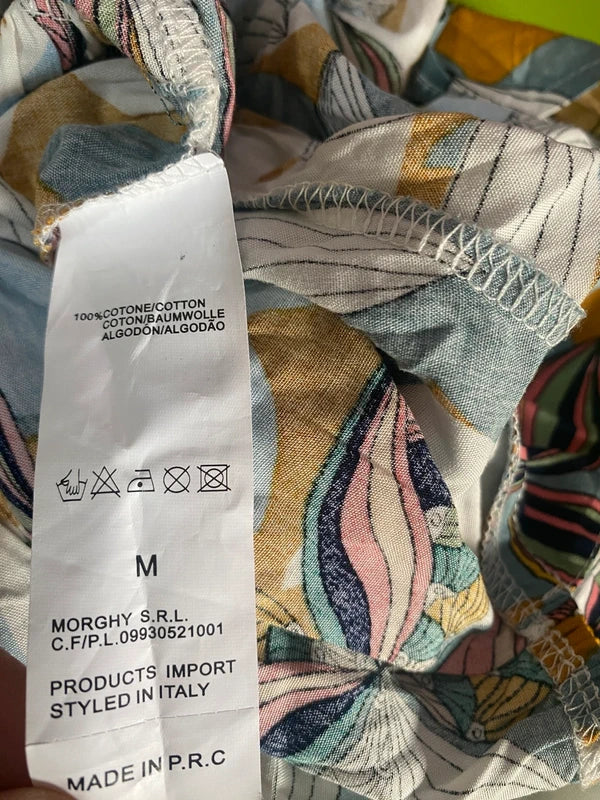 100%COTONE/COTTON
COTON/BAUMWOLLE
ALGODÓN/ALGODÃO
M
MORGHY S.R.L.
C.F/P.L.09930521001
PRODUCTS IMPORT
STYLED IN ITALY
MADE IN P.R.C